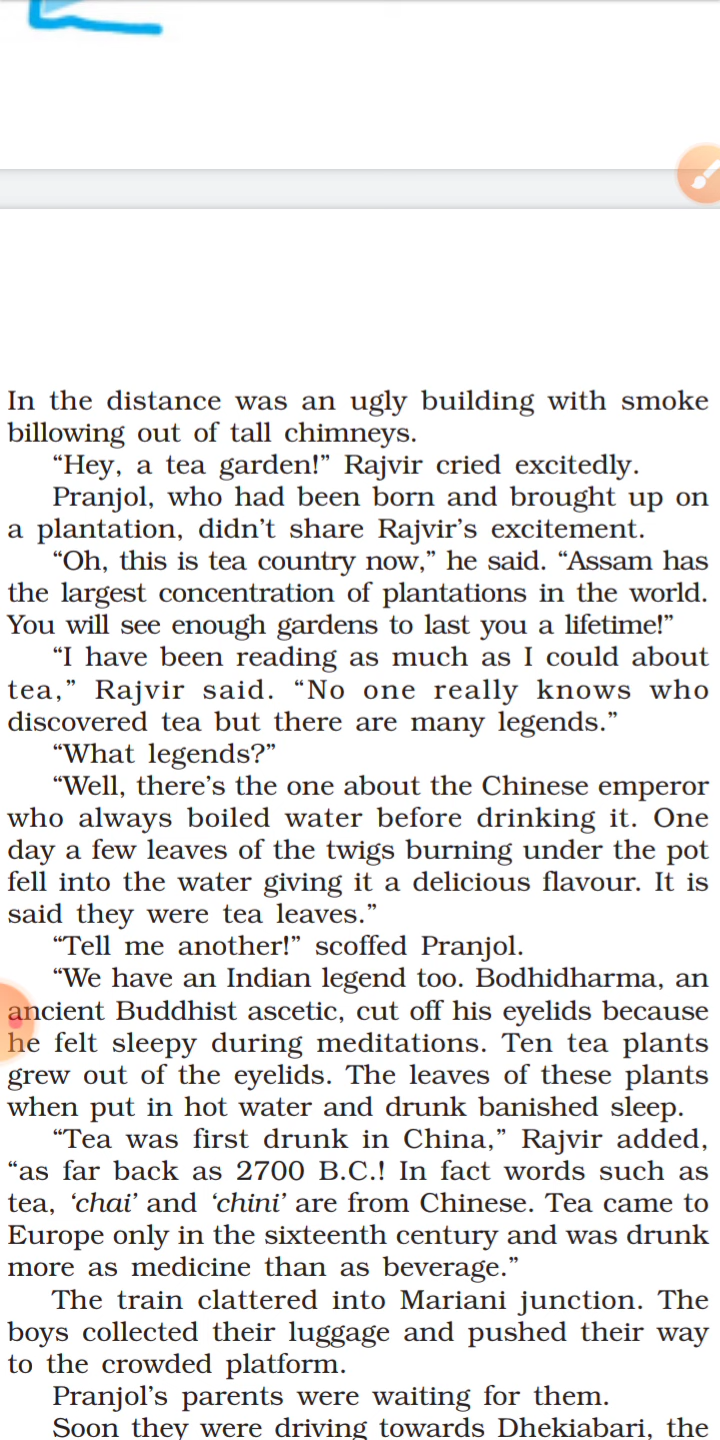 In the distance was an ugly building with smoke
billowing out of tall chimneys.
“Hey, a tea garden!” Rajvir cried excitedly.
Pranjol, who had been born and brought up on
a plantation, didn’t share Rajvir’s excitement.
“Oh, this is tea country now,” he said. “Assam has
the largest concentration of plantations in the world.
You will see enough gardens to last you a lifetime!”
“I have been reading as much as I could about
tea,” Rajvir said. “No one really knows who
discovered tea but there are many legends.”
“What legends?”
“Well, there’s the one about the Chinese emperor
who always boiled water before drinking it. One
day a few leaves of the twigs burning under the pot
fell into the water giving it a delicious flavour. It is
said they were tea leaves.”
“Tell me another!” scoffed Pranjol.
“We have an Indian legend too. Bodhidharma, an
ancient Buddhist ascetic, cut off his eyelids because
he felt sleepy during meditations. Ten tea plants
grew out of the eyelids. The leaves of these plants
when put in hot water and drunk banished sleep.
“Tea was first drunk in China,” Rajvir added,
“as far back as 2700 B.C.! In fact words such as
tea, ‘chai’ and ‘chini’ are from Chinese. Tea came to
Europe only in the sixteenth century and was drunk
more as medicine than as beverage.”
The train clattered into Mariani junction. The
boys collected their luggage and pushed their way
to the crowded platform.
Pranjol’s parents were waiting for them.
Soon they were driving towards Dhekiabari, the